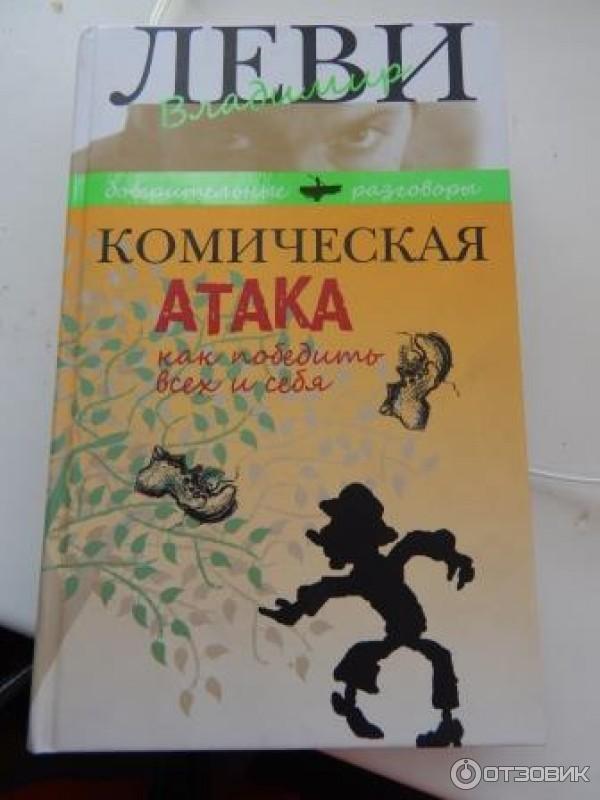 ЛЕВИ
Владимир
доверительные разговоры
КОМИЧЕСКАЯ
АТАКА
как победить
всех и себя
ОТЗОВИК